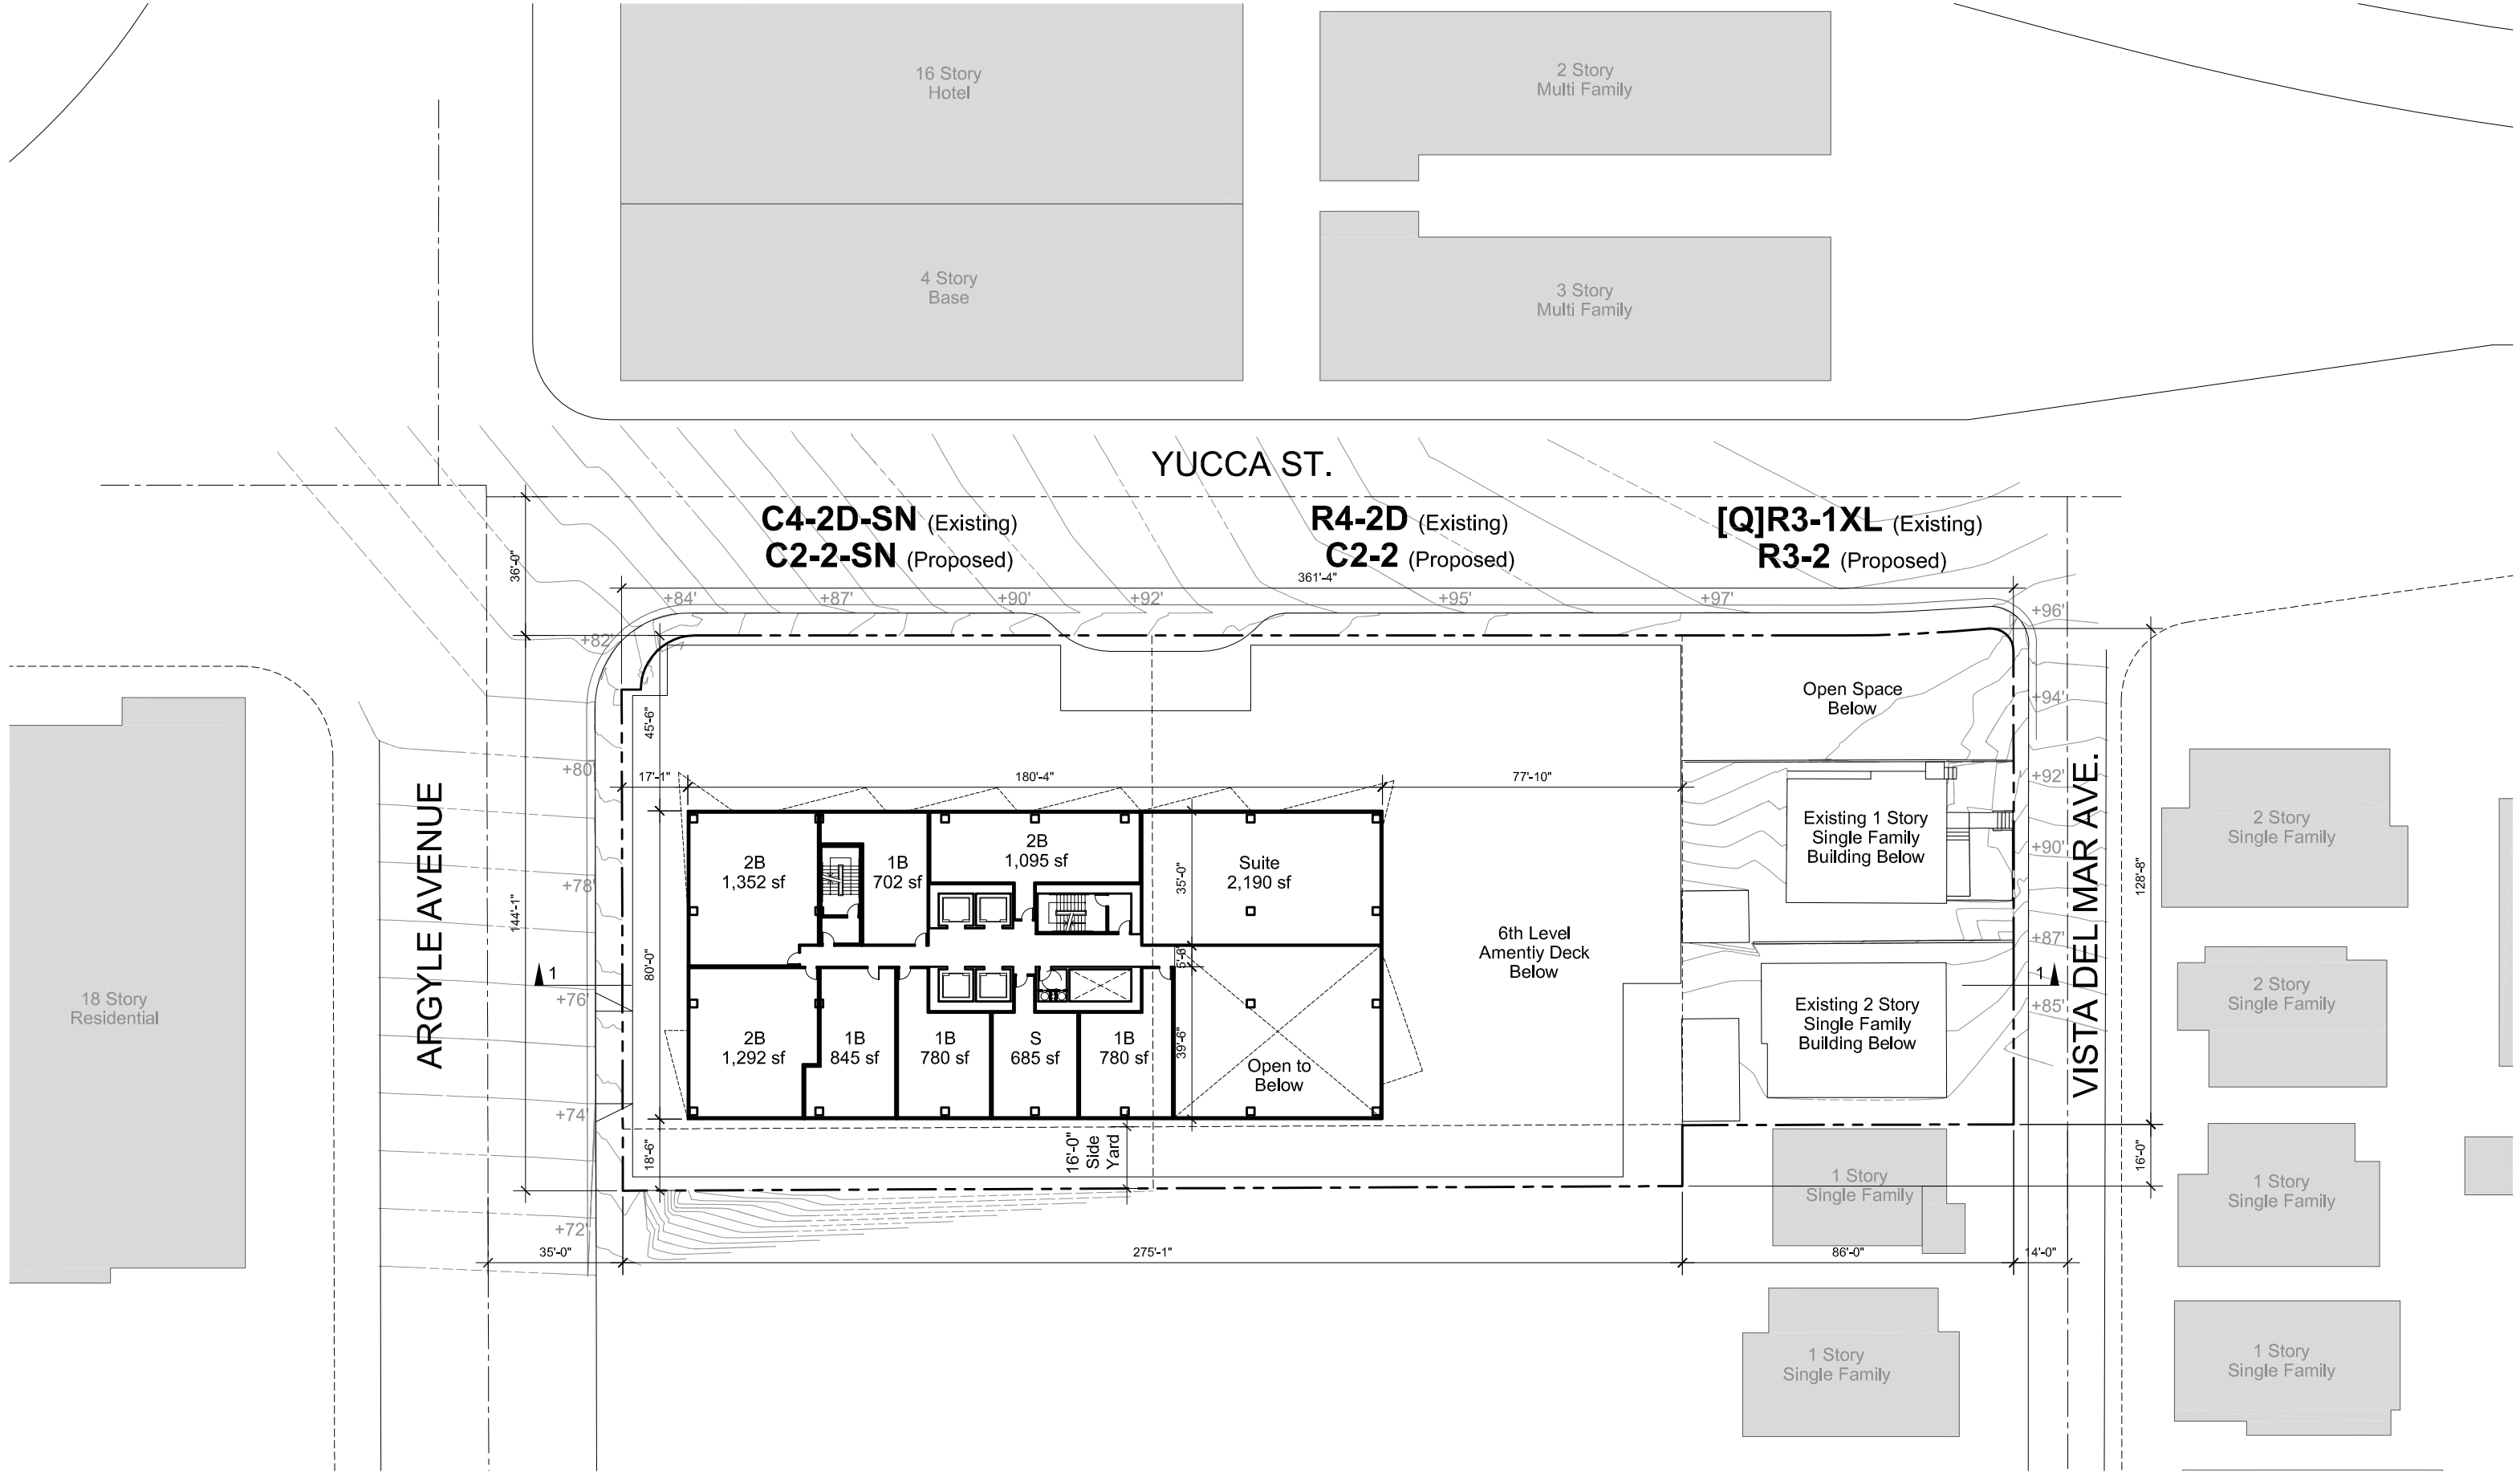 16 Story
Hotel
2 Story
Multi Family
4 Story
Base
3 Story
Multi Family
YUCCA ST.
C4-2D-SN (Existing)
C2-2-SN (Proposed)
R4-2D (Existing)
C2-2 (Proposed)
[Q]R3-1XL (Existing)
R3-2 (Proposed)
36'-0"
361'-4"
+84'
+87'
+90'
+92'
+95'
+97'
+96'
+82'
45'-6"
Open Space
Below
+94'
+80'
17'-1"
180'-4"
77'-10"
+92'
ARGYLE AVENUE
VISTA DEL MAR AVE.
2 Story
Single Family
Existing 1 Story
Single Family
Building Below
+90'
2B
1,352 sf
1B
702 sf
2B
1,095 sf
Suite
2,190 sf
35'-0"
128'-8"
+78'
144'-1"
80'-0"
6th Level
Amentiy Deck
Below
5'-6"
+87'
1
1
+76'
+85'
18 Story
Residential
2 Story
Single Family
Existing 2 Story
Single Family
Building Below
2B
1,292 sf
1B
845 sf
1B
780 sf
S
685 sf
1B
780 sf
39'-6"
Open to
Below
+74'
18'-6"
16'-0"
Side
Yard
16'-0"
1 Story
Single Family
1 Story
Single Family
+72'
35'-0"
275'-1"
86'-0"
14'-0"
1 Story
Single Family
1 Story
Single Family